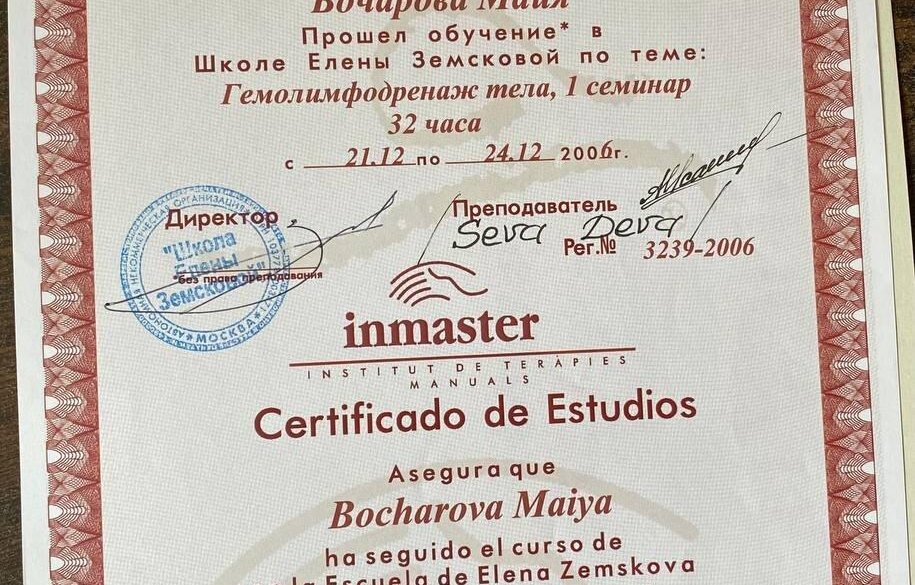 Бочарова Майя
Прошел обучение* в
Школе Елены Земсковой по теме:
Гемолимфодренаж тела, 1 семинар
32 часа
с 21.12 по 24.12 2006г.
Директор
"Школа
Елены
Земсковой"
*без права преподавания
МОСКВА
Преподаватель
Seva Deva
Рег.№ 3239-2006
inmaster
INSTITUT DE TERÀPIES
MANUALS
Certificado de Estudios
Asegura que
Bocharova Maiya
ha seguido el curso de
la Escuela de Elena Zemskova